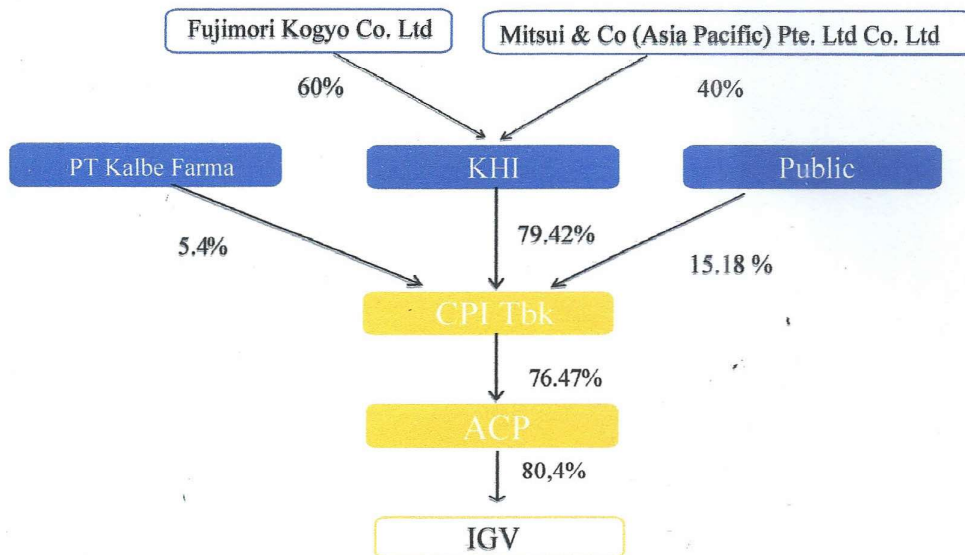 Fujimori Kogyo Co. Ltd
Mitsui & Co (Asia Pacific) Pte. Ltd Co. Ltd
60%
40%
PT Kalbe Farma
KHI
Public
5.4%
79.42%
15.18 %
CPI Tbk
76.47%
ACP
80,4%
IGV